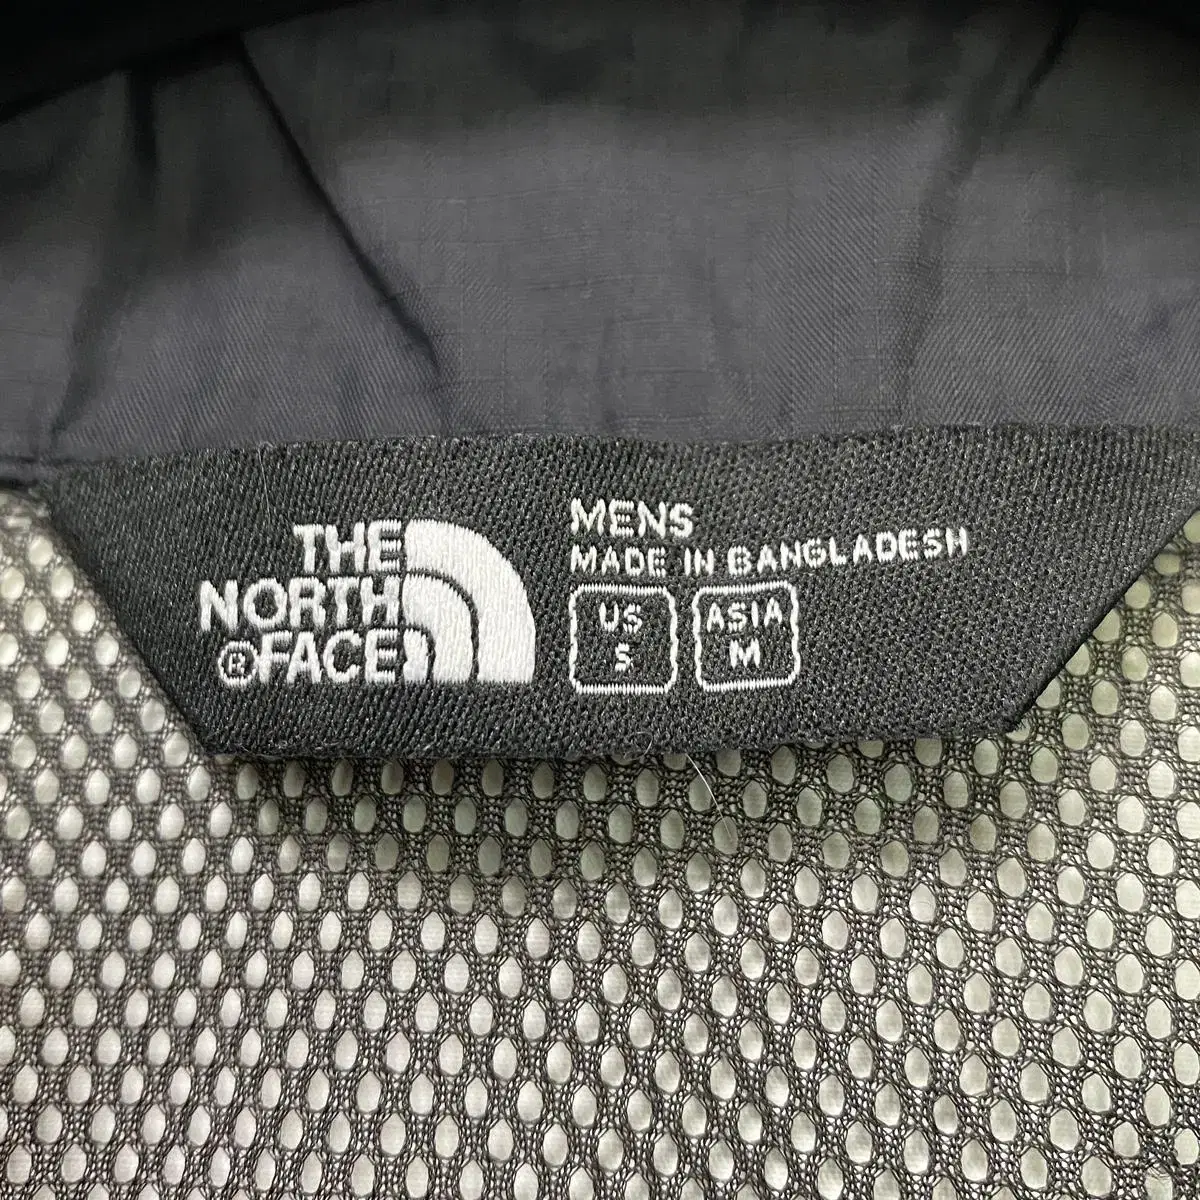 THE
NORTH
®FACE
MENS
MADE IN BANGLADESH
US ASIA
S M